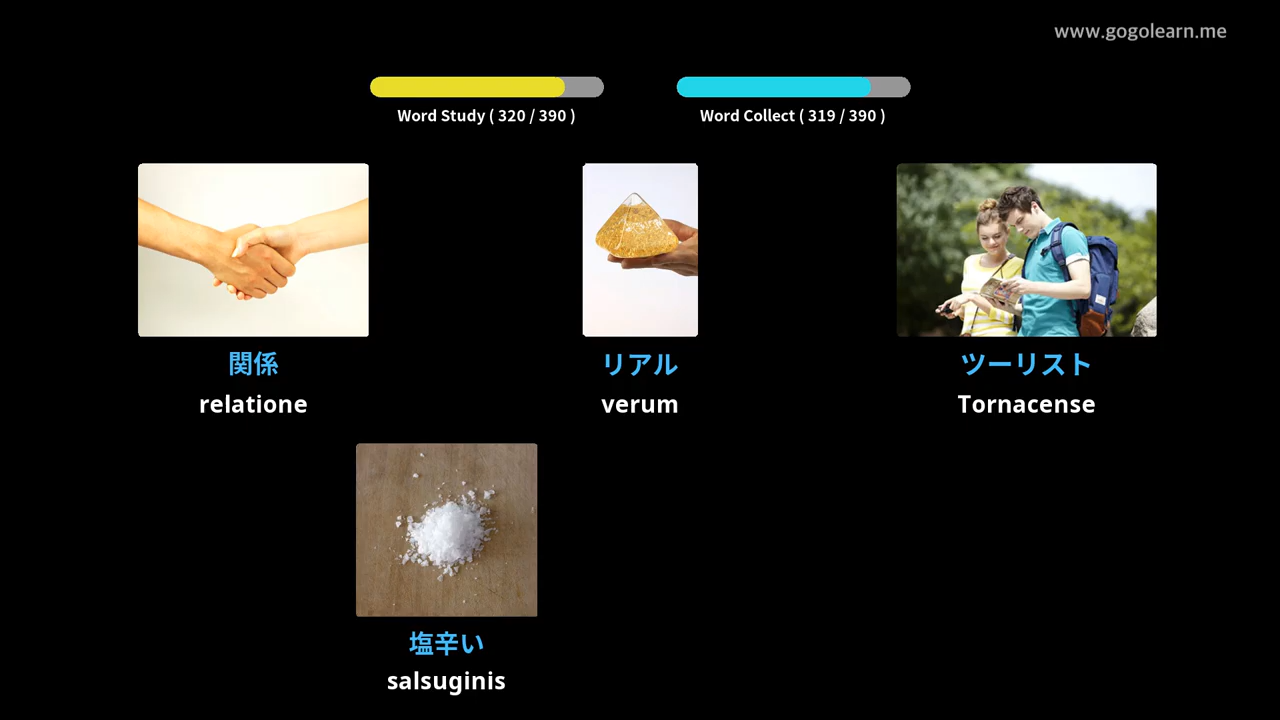 www.gogolearn.me
Word Study ( 320 / 390 )
Word Collect ( 319 / 390 )
関係
relatione
リアル
verum
ツーリスト
Tornacense
塩辛い
salsuginis